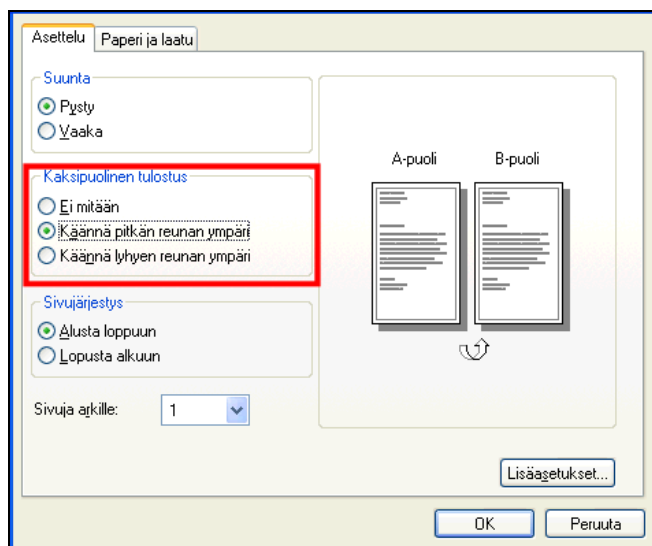 Asettelu
Paperi ja laatu
Suunta
Pysty
Vaaka
Kaksipuolinen tulostus
Ei mitään
Käännä pitkän reunan ympäri
Käännä lyhyen reunan ympäri
Sivujärjestys
Alusta loppuun
Lopusta alkuun
Sivuja arkille:
1
A-puoli
B-puoli
Lisäasetukset...
OK
Peruuta